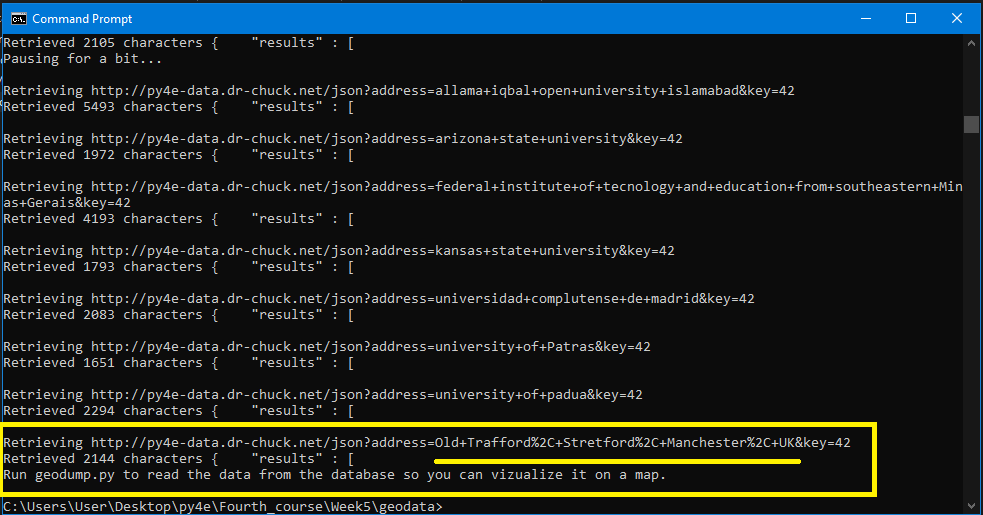 Command Prompt
Retrieved 2105 characters {    "results" : [
Pausing for a bit...
Retrieving http://py4e-data.dr-chuck.net/json?address=allama+iqbal+open+university+islamabad&key=42
Retrieved 5493 characters {    "results" : [
Retrieving http://py4e-data.dr-chuck.net/json?address=arizona+state+university&key=42
Retrieved 1972 characters {    "results" : [
Retrieving http://py4e-data.dr-chuck.net/json?address=federal+institute+of+tecnology+and+education+from+southeastern+Min
as+Gerais&key=42
Retrieved 4193 characters {    "results" : [
Retrieving http://py4e-data.dr-chuck.net/json?address=kansas+state+university&key=42
Retrieved 1793 characters {    "results" : [
Retrieving http://py4e-data.dr-chuck.net/json?address=universidad+complutense+de+madrid&key=42
Retrieved 2083 characters {    "results" : [
Retrieving http://py4e-data.dr-chuck.net/json?address=university+of+Patras&key=42
Retrieved 1651 characters {    "results" : [
Retrieving http://py4e-data.dr-chuck.net/json?address=university+of+padua&key=42
Retrieved 2294 characters {    "results" : [
Retrieving http://py4e-data.dr-chuck.net/json?address=Old+Trafford%2C+Stretford%2C+Manchester%2C+UK&key=42
Retrieved 2144 characters {    "results" : [
Run geodump.py to read the data from the database so you can vizualize it on a map.
C:\Users\User\Desktop\py4e\Fourth_course\Week5\geodata>